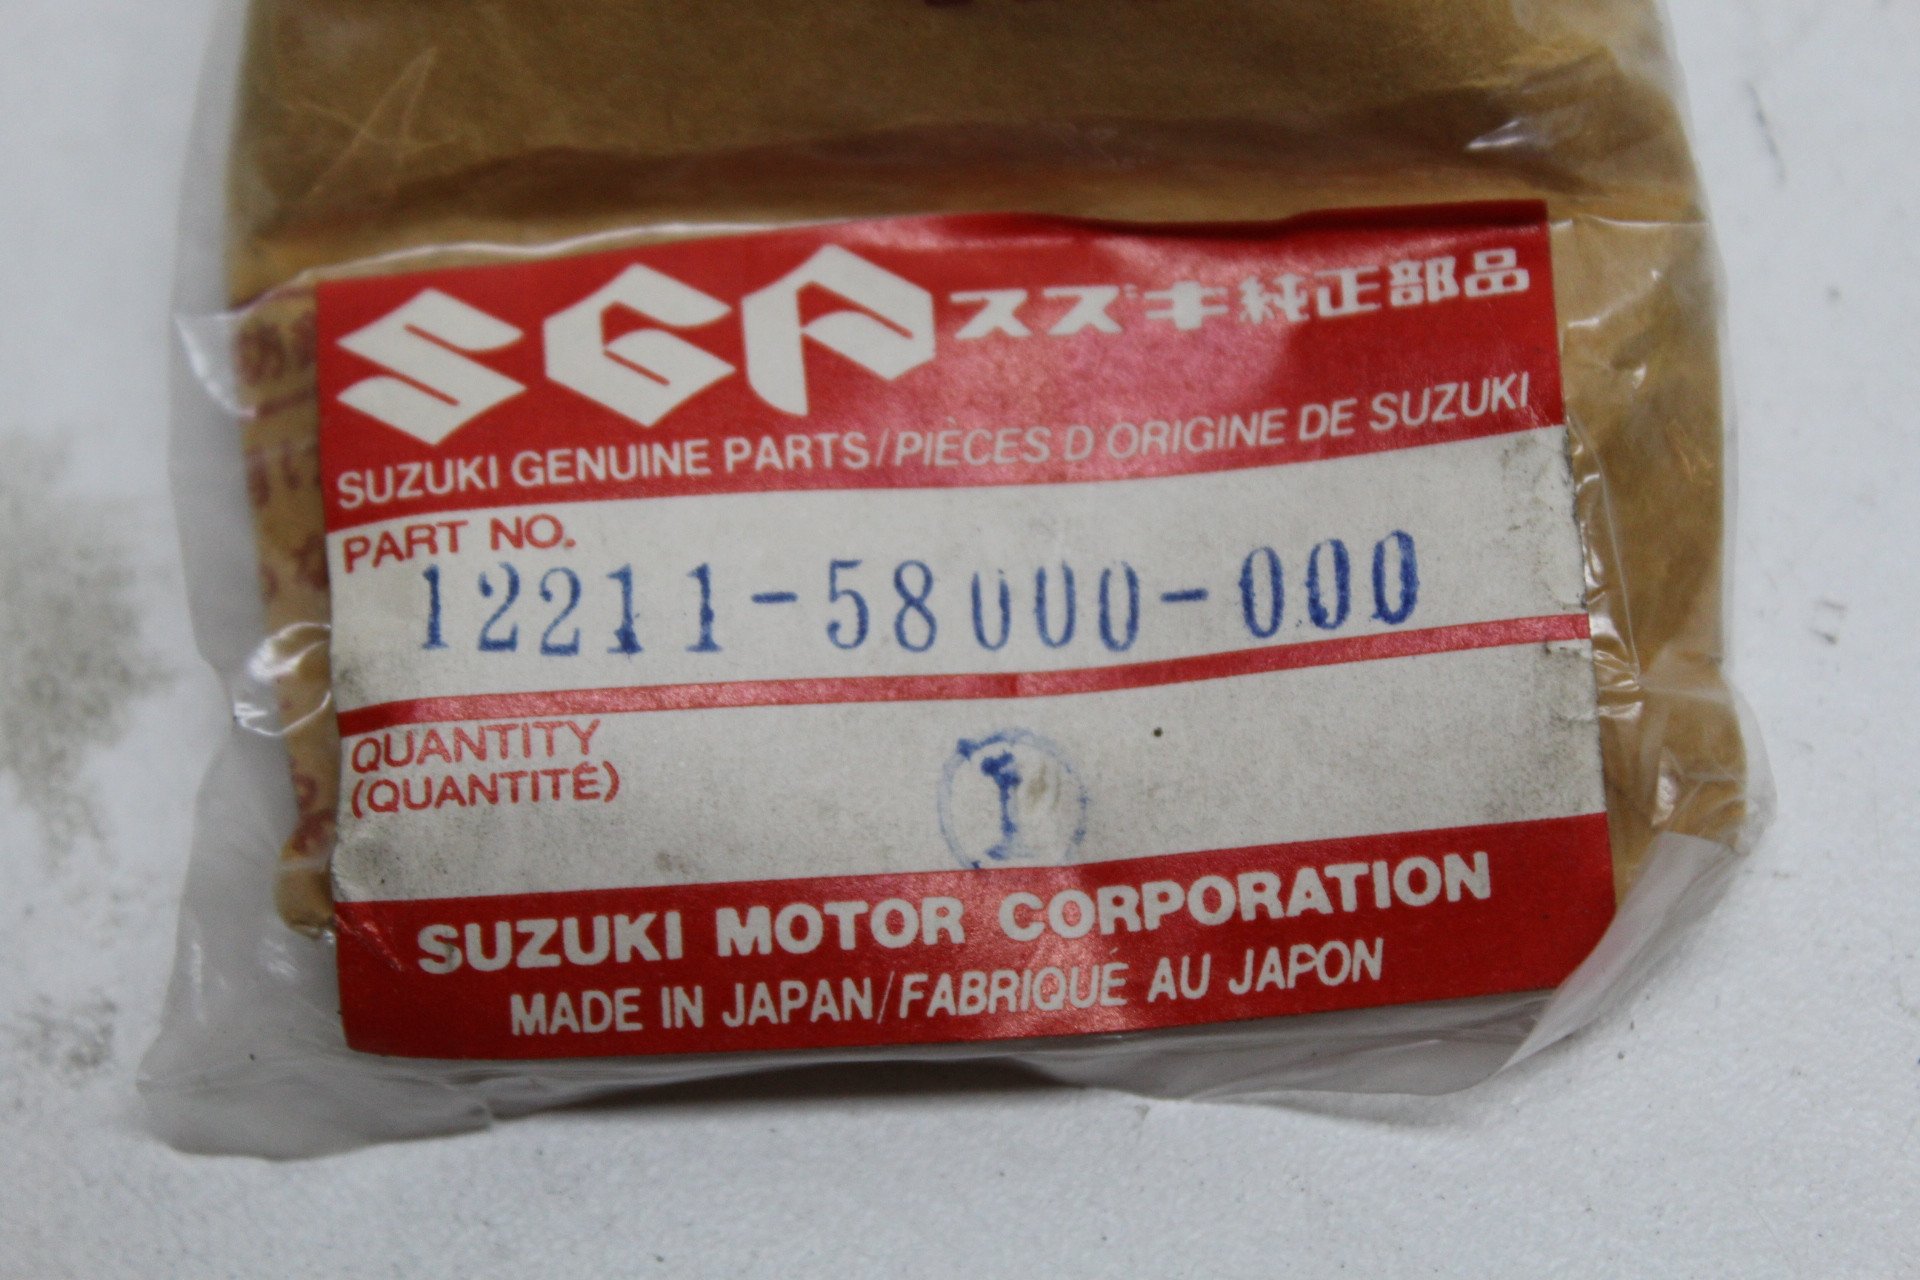 SGP スズキ純正部品
SUZUKI GENUINE PARTS/PIÈCES D'ORIGINE DE SUZUKI
PART NO.
12211-58000-000
QUANTITY
(QUANTITÉ)
1
SUZUKI MOTOR CORPORATION
MADE IN JAPAN/FABRIQUE AU JAPON